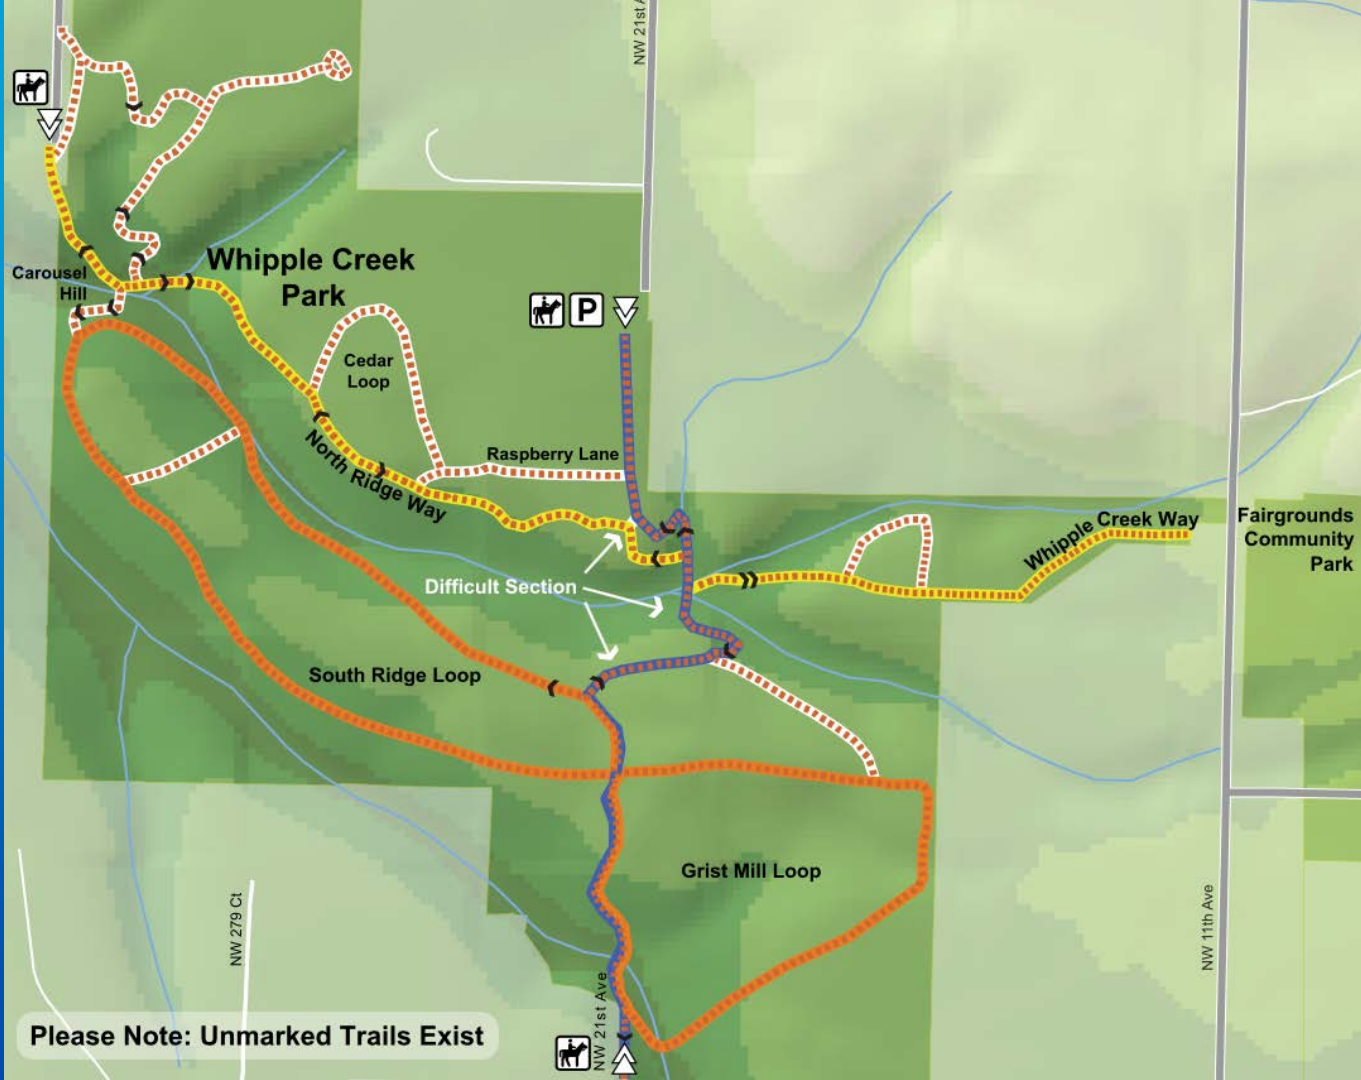 NW 21st A
Whipple Creek
Park
Carousel
Hill
P
Cedar
Loop
Raspberry Lane
North Ridge Way
Whipple Creek Way
Fairgrounds
Community
Park
Difficult Section
South Ridge Loop
Grist Mill Loop
NW 279 Ct
NW 11th Ave
NW 21st Ave
Please Note: Unmarked Trails Exist